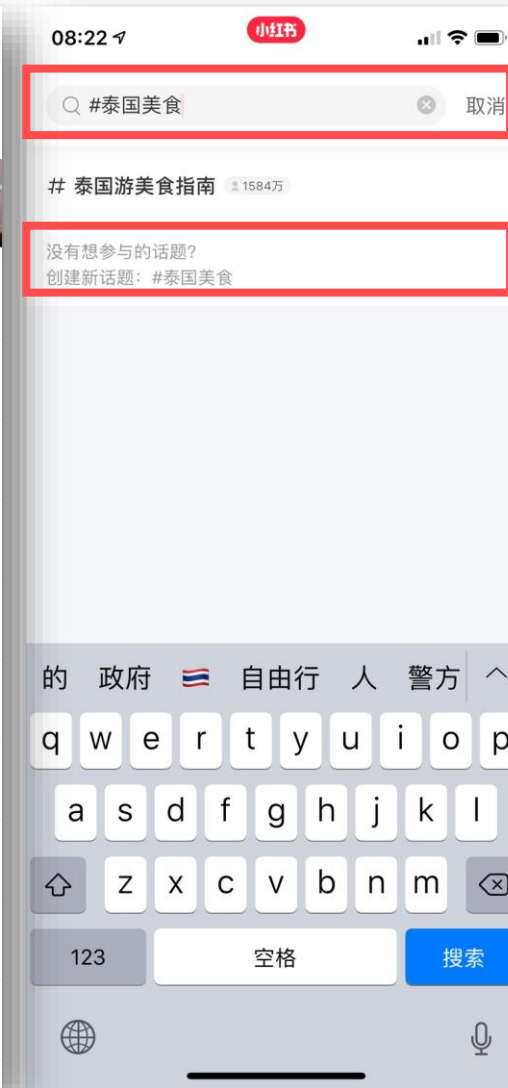 08:22
小红书
#泰国美食
取消
# 泰国游美食指南 1584万
没有想参与的话题?
创建新话题: #泰国美食
的 政府 🇹🇭 自由行 人 警方
q w e r t y u i o p
a s d f g h j k l
z x c v b n m
123 空格 搜索